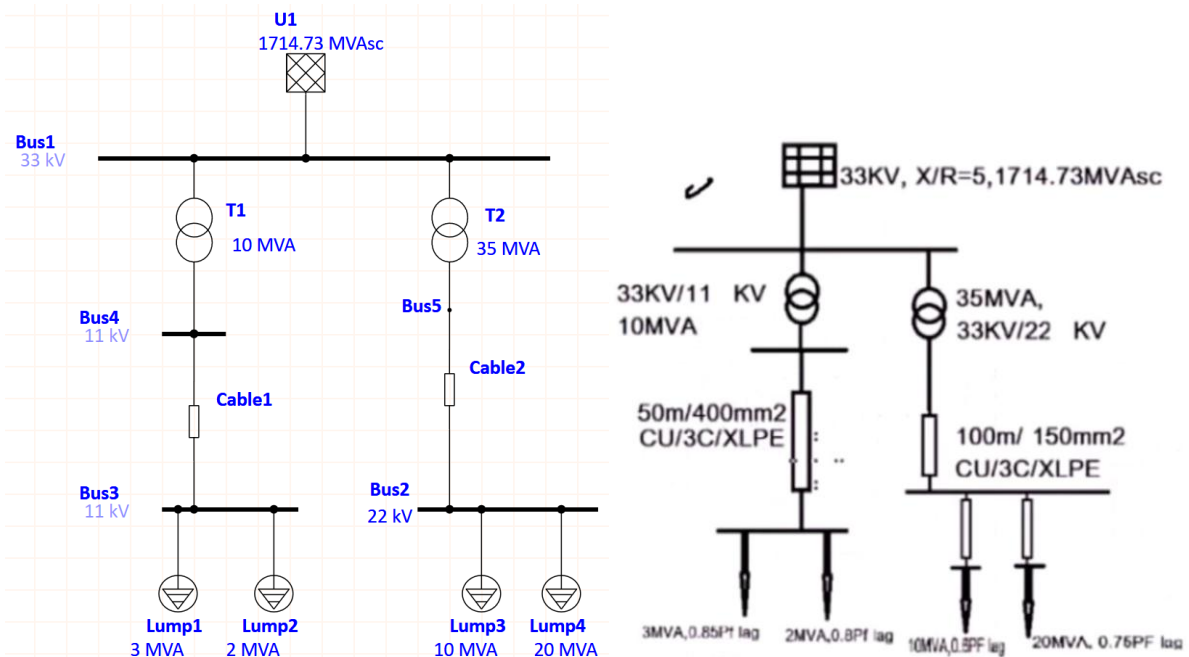 U1
1714.73 MVAsc
Bus1
33 kV
T1
10 MVA
T2
35 MVA
Bus5
Bus4
11 kV
Cable2
Cable1
Bus3
11 kV
Bus2
22 kV
Lump1
3 MVA
Lump2
2 MVA
Lump3
10 MVA
Lump4
20 MVA
33KV, X/R=5,1714.73MVAsc
33KV/11 KV
10MVA
35MVA,
33KV/22 KV
50m/400mm2
CU/3C/XLPE
100m/ 150mm2
CU/3C/XLPE
3MVA,0.85Pf lag
2MVA,0.8Pf lag
lag
20MVA, 0.75PF lag